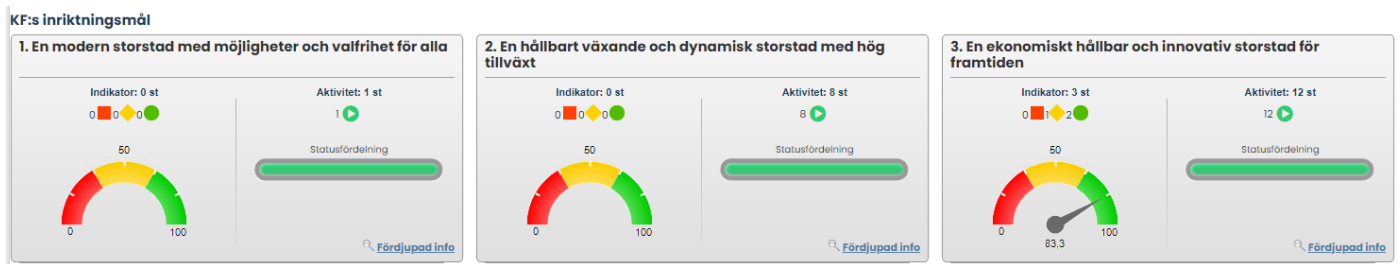 KF:s inriktningsmål
1. En modern storstad med möjligheter och valfrihet för alla
Indikator: 0 st
0 0 0
Aktivitet: 1 st
1
Statusfördelning
50
0
100
Fördjupad info
2. En hållbart växande och dynamisk storstad med hög
tillväxt
Indikator: 0 st
0 0 0
Aktivitet: 8 st
8
Statusfördelning
50
0
100
Fördjupad info
3. En ekonomiskt hållbar och innovativ storstad för
framtiden
Indikator: 3 st
0 1 2
Aktivitet: 12 st
12
Statusfördelning
50
0
100
83,3
Fördjupad info